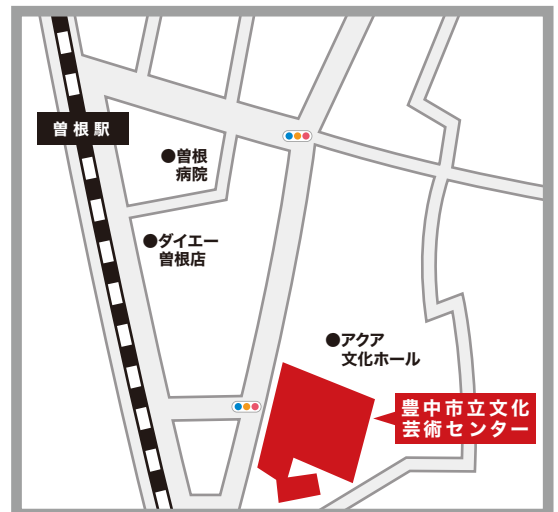 曽根駅
●曽根
病院
●ダイエー
曽根店
●アクア
文化ホール
豊中市立文化
芸術センター